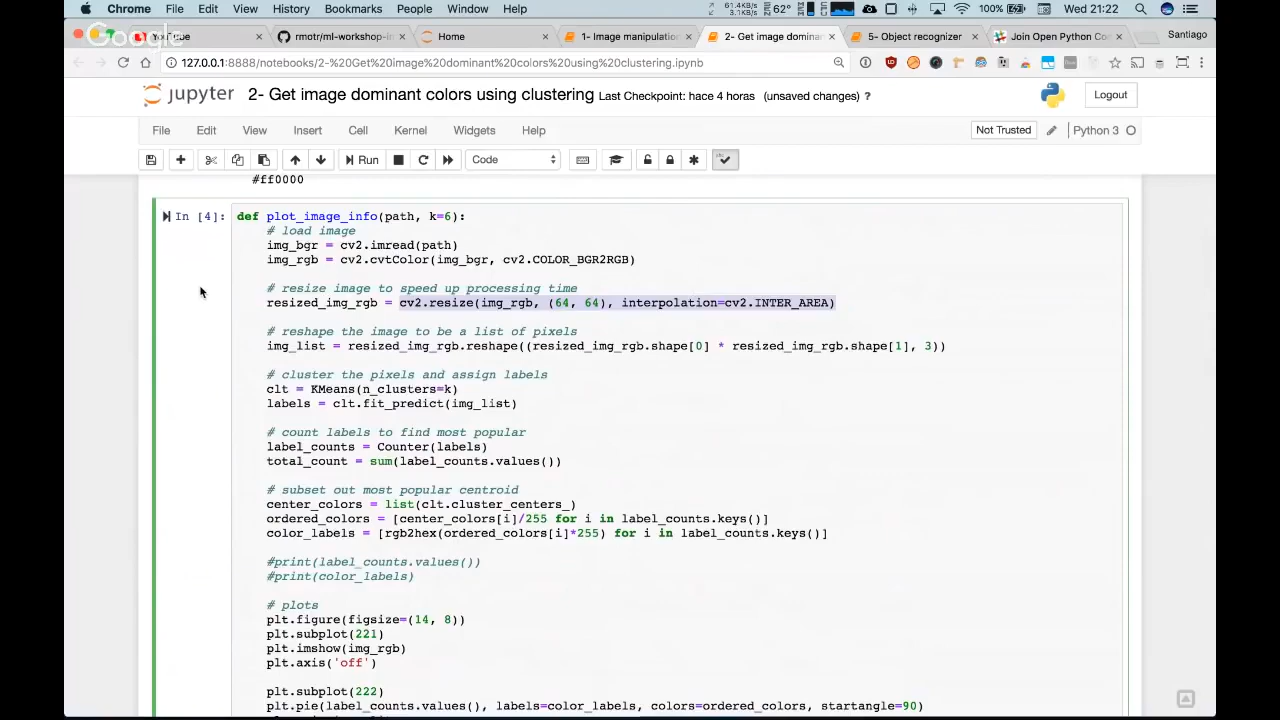 Chrome File Edit View History Bookmarks People Window Help 61.4KB/s 4.3KB/s 62° 100% Wed 21:22
Google
YouTube rmotr/ml-workshop-in Home 1- Image manipulation 2- Get image dominan 5- Object recognizer Join Open Python Co Santiago
127.0.0.1:8888/notebooks/2-%20Get%20image%20dominant%20colors%20using%20clustering.ipynb
jupyter 2- Get image dominant colors using clustering Last Checkpoint: hace 4 horas (unsaved changes) ? Logout
File Edit View Insert Cell Kernel Widgets Help Not Trusted Python 3
Run Code
#ff0000
In [4]: def plot_image_info(path, k=6):
# load image
img_bgr = cv2.imread(path)
img_rgb = cv2.cvtColor(img_bgr, cv2.COLOR_BGR2RGB)
# resize image to speed up processing time
resized_img_rgb = cv2.resize(img_rgb, (64, 64), interpolation=cv2.INTER_AREA)
# reshape the image to be a list of pixels
img_list = resized_img_rgb.reshape((resized_img_rgb.shape[0] * resized_img_rgb.shape[1], 3))
# cluster the pixels and assign labels
clt = KMeans(n_clusters=k)
labels = clt.fit_predict(img_list)
# count labels to find most popular
label_counts = Counter(labels)
total_count = sum(label_counts.values())
# subset out most popular centroid
center_colors = list(clt.cluster_centers_)
ordered_colors = [center_colors[i]/255 for i in label_counts.keys()]
color_labels = [rgb2hex(ordered_colors[i]*255) for i in label_counts.keys()]
#print(label_counts.values())
#print(color_labels)
# plots
plt.figure(figsize=(14, 8))
plt.subplot(221)
plt.imshow(img_rgb)
plt.axis('off')
plt.subplot(222)
plt.pie(label_counts.values(), labels=color_labels, colors=ordered_colors, startangle=90)